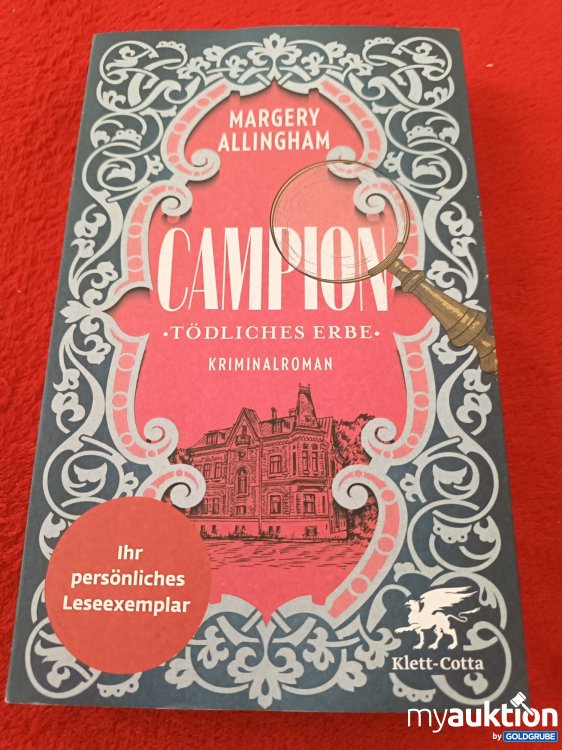 MARGERY
ALLINGHAM
CAMPION
·TÖDLICHES ERBE·
KRIMINALROMAN
Ihr
persönliches
Leseexemplar
Klett-Cotta
myauktion
by GOLDGRUBE